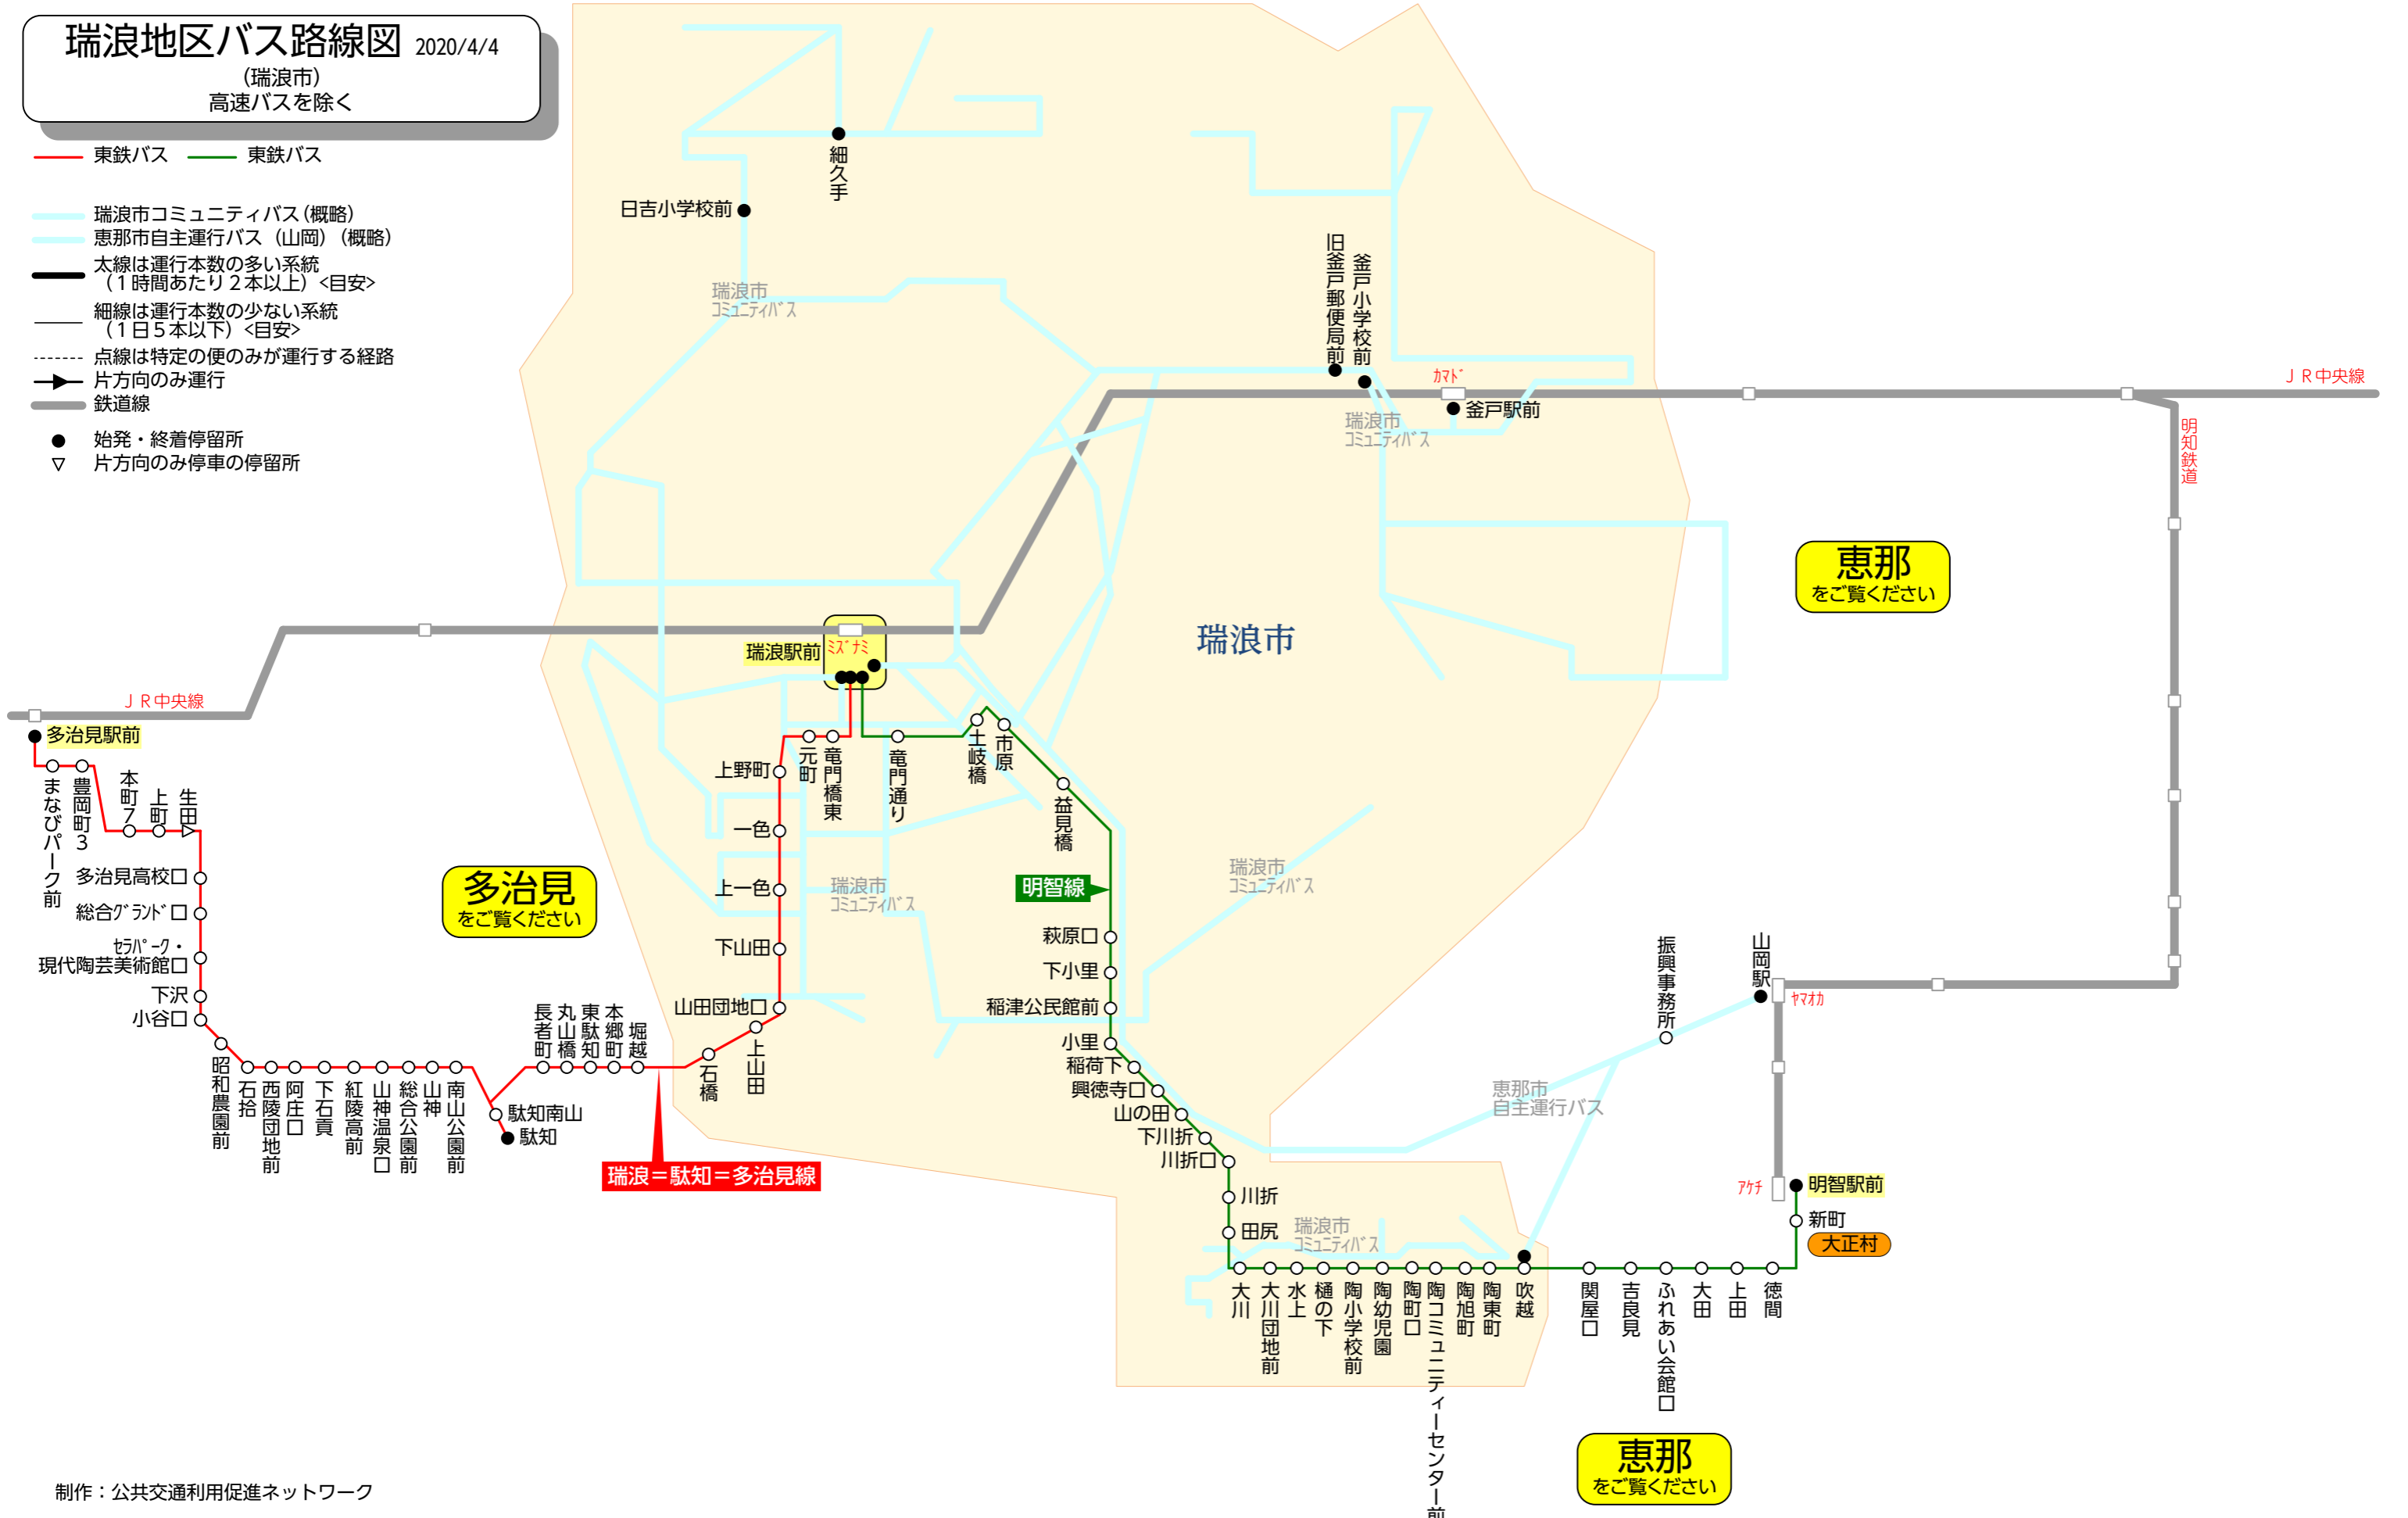 瑞浪地区バス路線図 2020/4/4
(瑞浪市)
高速バスを除く
東鉄バス
東鉄バス
瑞浪市コミュニティバス(概略)
恵那市自主運行バス(山岡)(概略)
太線は運行本数の多い系統
(1時間あたり2本以上)<目安>
細線は運行本数の少ない系統
(1日5本以下)<目安>
点線は特定の便のみが運行する経路
片方向のみ運行
鉄道線
始発・終着停留所
片方向のみ停車の停留所
細久手
日吉小学校前
瑞浪市
コミュニティバス
旧釜戸郵便局前
釜戸小学校前
カマド
釜戸駅前
瑞浪市
コミュニティバス
JR中央線
明知鉄道
恵那
をご覧ください
瑞浪市
瑞浪駅前
ミズナミ
JR中央線
多治見駅前
まなびパーク前
豊岡町3
本町7
上町
生田
多治見高校口
総合グランド口
セラパーク・
現代陶芸美術館口
下沢
小谷口
昭和農園前
石拾
西陵団地前
阿庄口
下石貢
紅陵高前
山神温泉口
総合公園前
山神
南山公園前
駄知南山
駄知
長者町
丸山橋
東駄知
本郷町
堀越
石橋
上山田
山田団地口
下山田
上一色
一色
上野町
元町
竜門橋東
瑞浪=駄知=多治見線
多治見
をご覧ください
瑞浪市
コミュニティバス
竜門通り
土岐橋
市原
益見橋
明智線
萩原口
下小里
稲津公民館前
小里
稲荷下
興徳寺口
山の田
下川折
川折口
川折
田尻
瑞浪市
コミュニティバス
瑞浪市
コミュニティバス
大川
大川団地前
水上
樋の下
陶小学校前
陶幼児園
陶町口
陶コミュニティーセンター前
陶旭町
陶東町
吹越
関屋口
吉良見
ふれあい会館口
大田
上田
徳間
恵那市
自主運行バス
振興事務所
山岡駅
ヤマオカ
アケチ
明智駅前
新町
大正村
恵那
をご覧ください
制作:公共交通利用促進ネットワーク